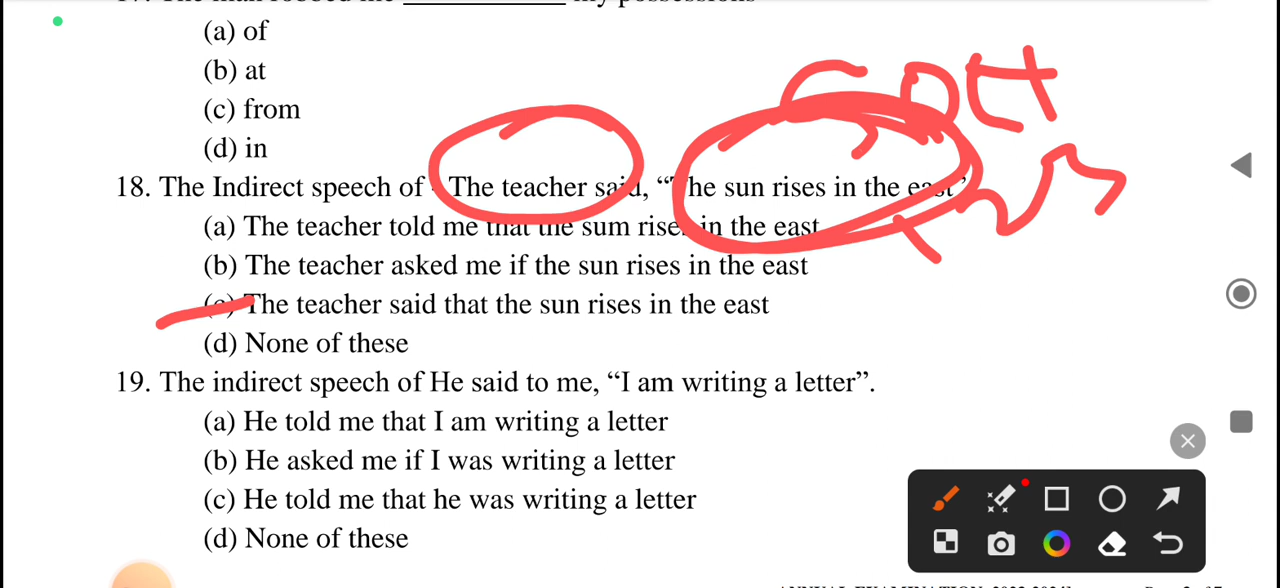 (a) of
(b) at
(c) from
(d) in
18. The Indirect speech of The teacher said, “The sun rises in the east”
(a) The teacher told me that the sum rises in the east
(b) The teacher asked me if the sun rises in the east
(c) The teacher said that the sun rises in the east
(d) None of these
19. The indirect speech of He said to me, “I am writing a letter”.
(a) He told me that I am writing a letter
(b) He asked me if I was writing a letter
(c) He told me that he was writing a letter
(d) None of these